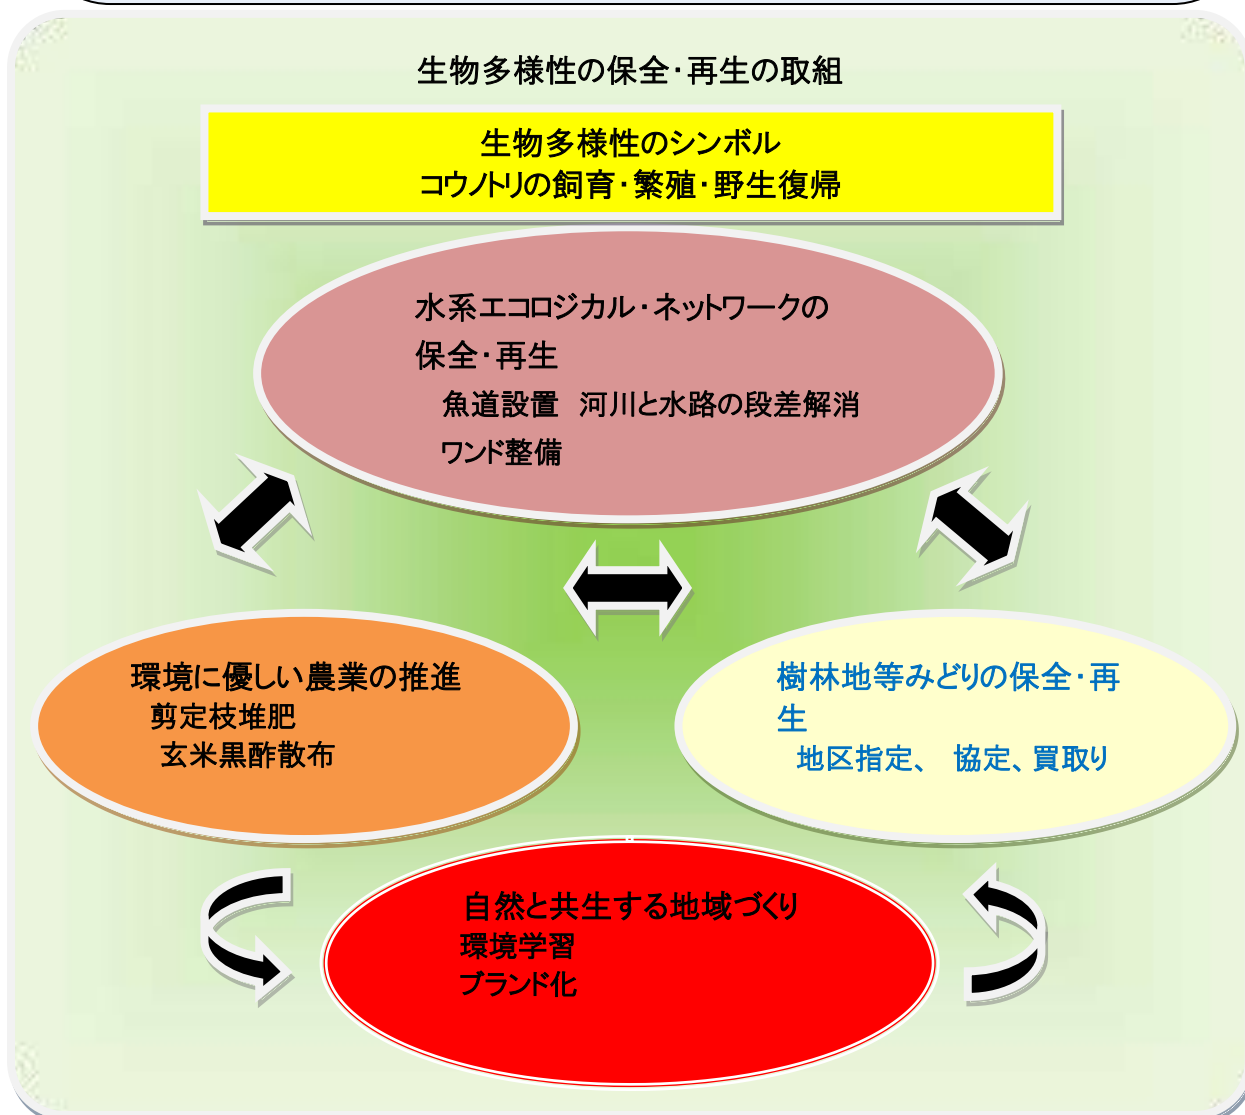 生物多様性の保全・再生の取組
生物多様性のシンボル
コウノトリの飼育・繁殖・野生復帰
水系エコロジカル・ネットワークの
保全・再生
魚道設置　河川と水路の段差解消
ワンド整備
環境に優しい農業の推進
剪定枝堆肥
玄米黒酢散布
樹林地等みどりの保全・再
生
地区指定、　協定、買取り
自然と共生する地域づくり
環境学習
ブランド化